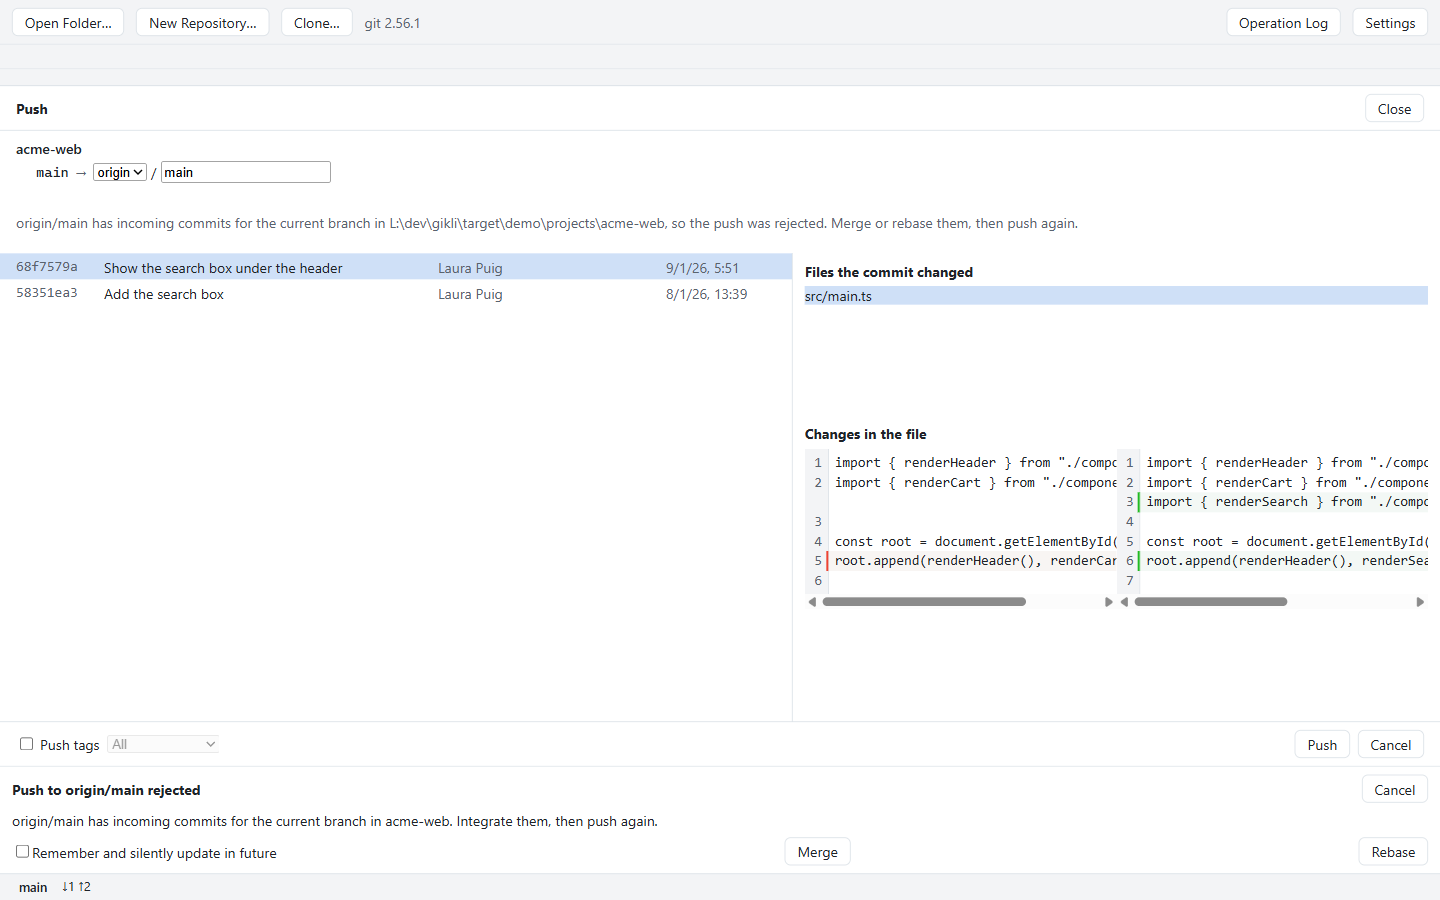 Open Folder... New Repository... Clone... git 2.56.1 Operation Log Settings
Push Close
acme-web
main → origin / main
origin/main has incoming commits for the current branch in L:\dev\gikli\target\demo\projects\acme-web, so the push was rejected. Merge or rebase them, then push again.
68f7579a Show the search box under the header Laura Puig 9/1/26, 5:51
58351ea3 Add the search box Laura Puig 8/1/26, 13:39
Files the commit changed
src/main.ts
Changes in the file
1 import { renderHeader } from "./compo
2 import { renderCart } from "./compone
3
4 const root = document.getElementById(
5 root.append(renderHeader(), renderCar
6
1 import { renderHeader } from "./compo
2 import { renderCart } from "./compone
3 import { renderSearch } from "./compo
4
5 const root = document.getElementById(
6 root.append(renderHeader(), renderSea
7
Push tags All Push Cancel
Push to origin/main rejected Cancel
origin/main has incoming commits for the current branch in acme-web. Integrate them, then push again.
Remember and silently update in future Merge Rebase
main ↓1 ↑2